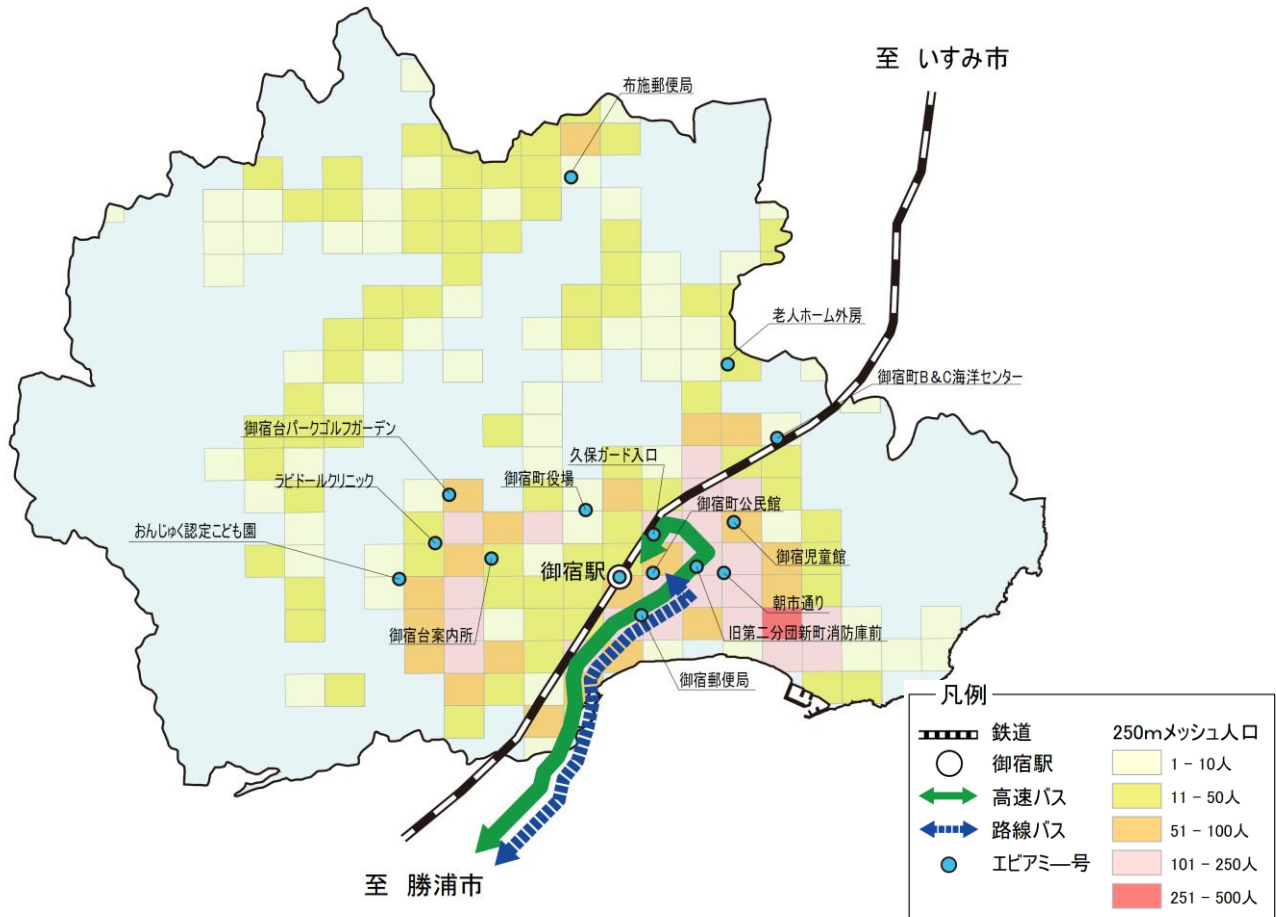 至 いすみ市
布施郵便局
老人ホーム外房
御宿町B&C海洋センター
御宿台パークゴルフガーデン
久保ガード入口
ラビドールクリニック
御宿町役場
御宿町公民館
おんじゅく認定こども園
御宿児童館
御宿駅
朝市通り
御宿台案内所
旧第二分団新町消防庫前
御宿郵便局
至 勝浦市
凡例
鉄道
御宿駅
高速バス
路線バス
エビアミ―号
250mメッシュ人口
1 - 10人
11 - 50人
51 - 100人
101 - 250人
251 - 500人